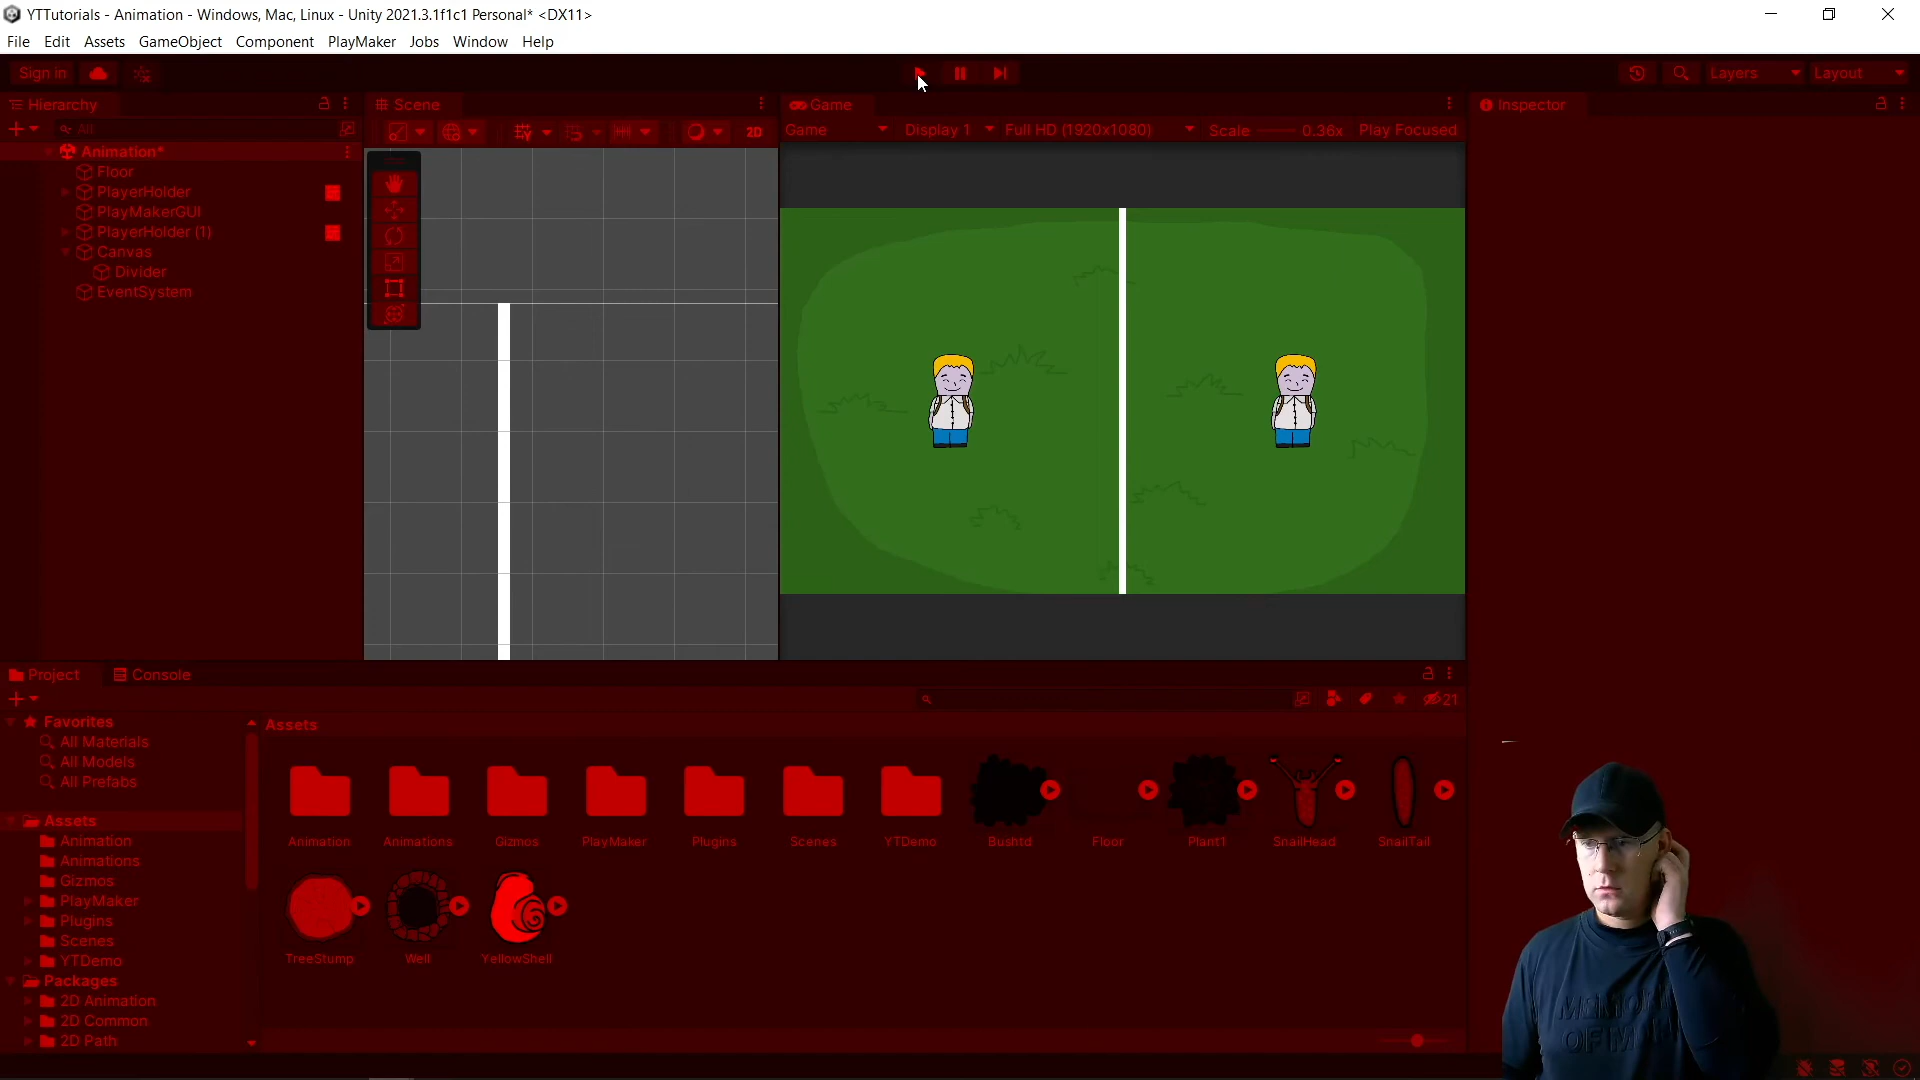 YTTutorials - Animation - Windows, Mac, Linux - Unity 2021.3.1f1c1 Personal* <DX11>
File Edit Assets GameObject Component PlayMaker Jobs Window Help
Sign in Layers Layout
Hierarchy Scene Game Inspector
All 2D Game Display 1 Full HD (1920x1080) Scale 0.36x Play Focused
Animation*
Floor
PlayerHolder
PlayMakerGUI
PlayerHolder (1)
Canvas
Divider
EventSystem
Project Console
21
Favorites
All Materials
All Models
All Prefabs
Assets
Animation
Animations
Gizmos
PlayMaker
Plugins
Scenes
YTDemo
Packages
2D Animation
2D Common
2D Path
Assets
Animation Animations Gizmos PlayMaker Plugins Scenes YTDemo Bushtd Floor Plant1 SnailHead SnailTail
TreeStump Well YellowShell